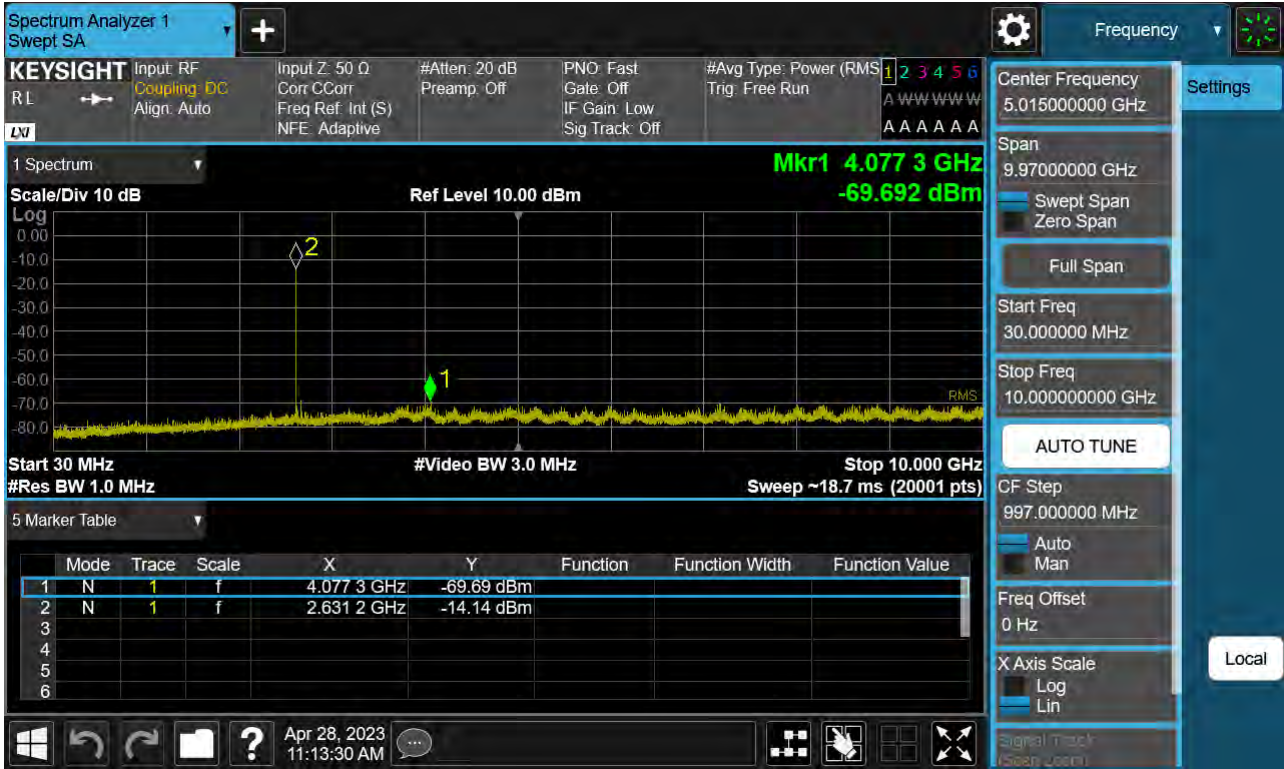 Spectrum Analyzer 1
Swept SA
+
Frequency
KEYSIGHT
RL
LXI
Input: RF
Coupling: DC
Align: Auto
Input Z: 50 Ω
Corr CCorr
Freq Ref: Int (S)
NFE: Adaptive
#Atten: 20 dB
Preamp: Off
PNO: Fast
Gate: Off
IF Gain: Low
Sig Track: Off
#Avg Type: Power (RMS
Trig: Free Run
1 2 3 4 5 6
A W W W W W
A A A A A A
1 Spectrum
Scale/Div 10 dB
Ref Level 10.00 dBm
Mkr1 4.077 3 GHz
-69.692 dBm
Log
0.00
-10.0
-20.0
-30.0
-40.0
-50.0
-60.0
-70.0
-80.0
2
1
RMS
Start 30 MHz
#Video BW 3.0 MHz
Stop 10.000 GHz
#Res BW 1.0 MHz
Sweep ~18.7 ms (20001 pts)
5 Marker Table
Mode Trace Scale X Y Function Function Width Function Value
1 N 1 f 4.077 3 GHz -69.69 dBm
2 N 1 f 2.631 2 GHz -14.14 dBm
3
4
5
6
?
Apr 28, 2023
11:13:30 AM
Center Frequency
5.015000000 GHz
Settings
Span
9.97000000 GHz
Swept Span
Zero Span
Full Span
Start Freq
30.000000 MHz
Stop Freq
10.000000000 GHz
AUTO TUNE
CF Step
997.000000 MHz
Auto
Man
Freq Offset
0 Hz
X Axis Scale
Log
Lin
Local
Signal Track
(Span Zoom)